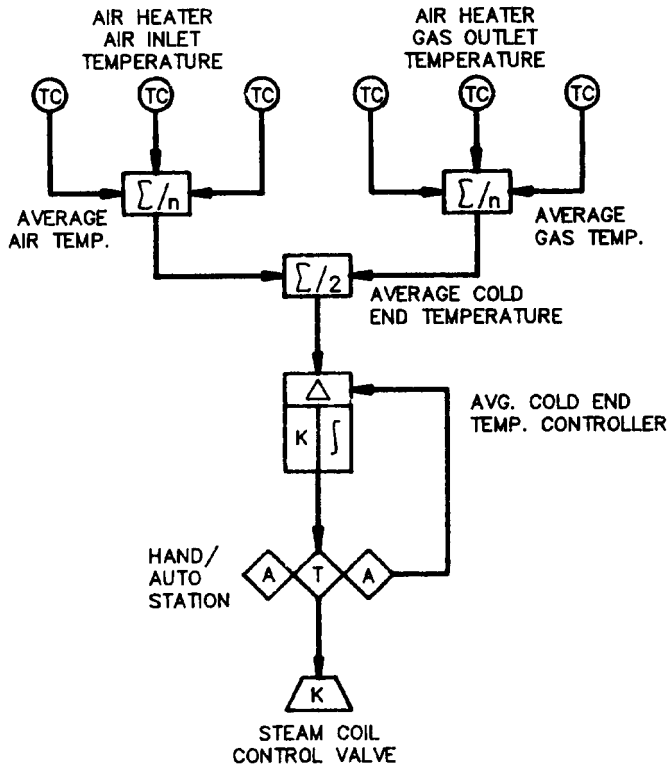 AIR HEATER
AIR INLET
TEMPERATURE
AIR HEATER
GAS OUTLET
TEMPERATURE
TC TC TC TC TC TC
Σ/n Σ/n
AVERAGE
AIR TEMP.
AVERAGE
GAS TEMP.
Σ/2
AVERAGE COLD
END TEMPERATURE
Δ
K ∫
AVG. COLD END
TEMP. CONTROLLER
HAND/
AUTO
STATION
A T A
K
STEAM COIL
CONTROL VALVE